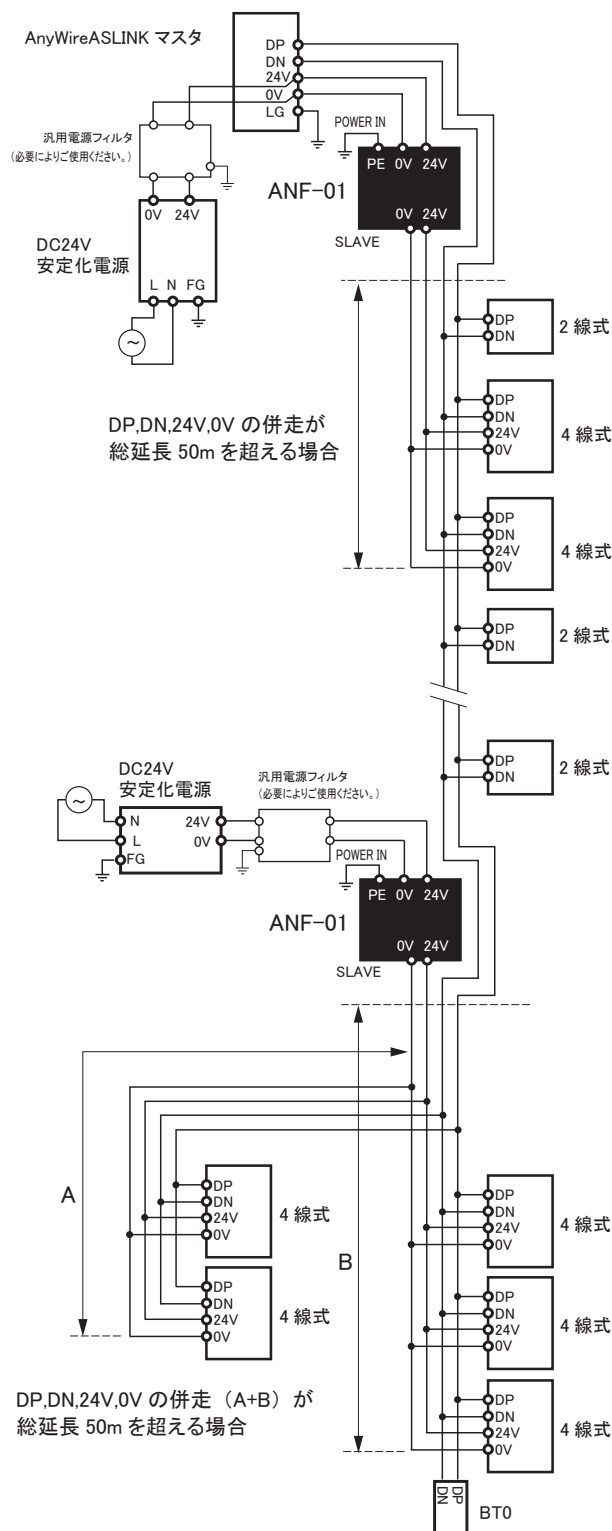 AnyWireASLINK マスタ
DP
DN
24V
0V
LG
汎用電源フィルタ
(必要によりご使用ください。)
POWER IN
PE 0V 24V
ANF-01
0V 24V
SLAVE
0V 24V
DC24V
安定化電源
L N FG
DP
DN
2 線式
DP,DN,24V,0V の併走が
総延長 50m を超える場合
DP
DN
24V
0V
4 線式
DP
DN
24V
0V
4 線式
DP
DN
2 線式
DP
DN
2 線式
DC24V
安定化電源
N 24V
L 0V
FG
汎用電源フィルタ
(必要によりご使用ください。)
POWER IN
PE 0V 24V
ANF-01
0V 24V
SLAVE
A
DP
DN
24V
0V
4 線式
DP
DN
24V
0V
4 線式
B
DP
DN
24V
0V
4 線式
DP
DN
24V
0V
4 線式
DP
DN
24V
0V
4 線式
DP,DN,24V,0V の併走（A+B）が
総延長 50m を超える場合
DN
DP
BT0